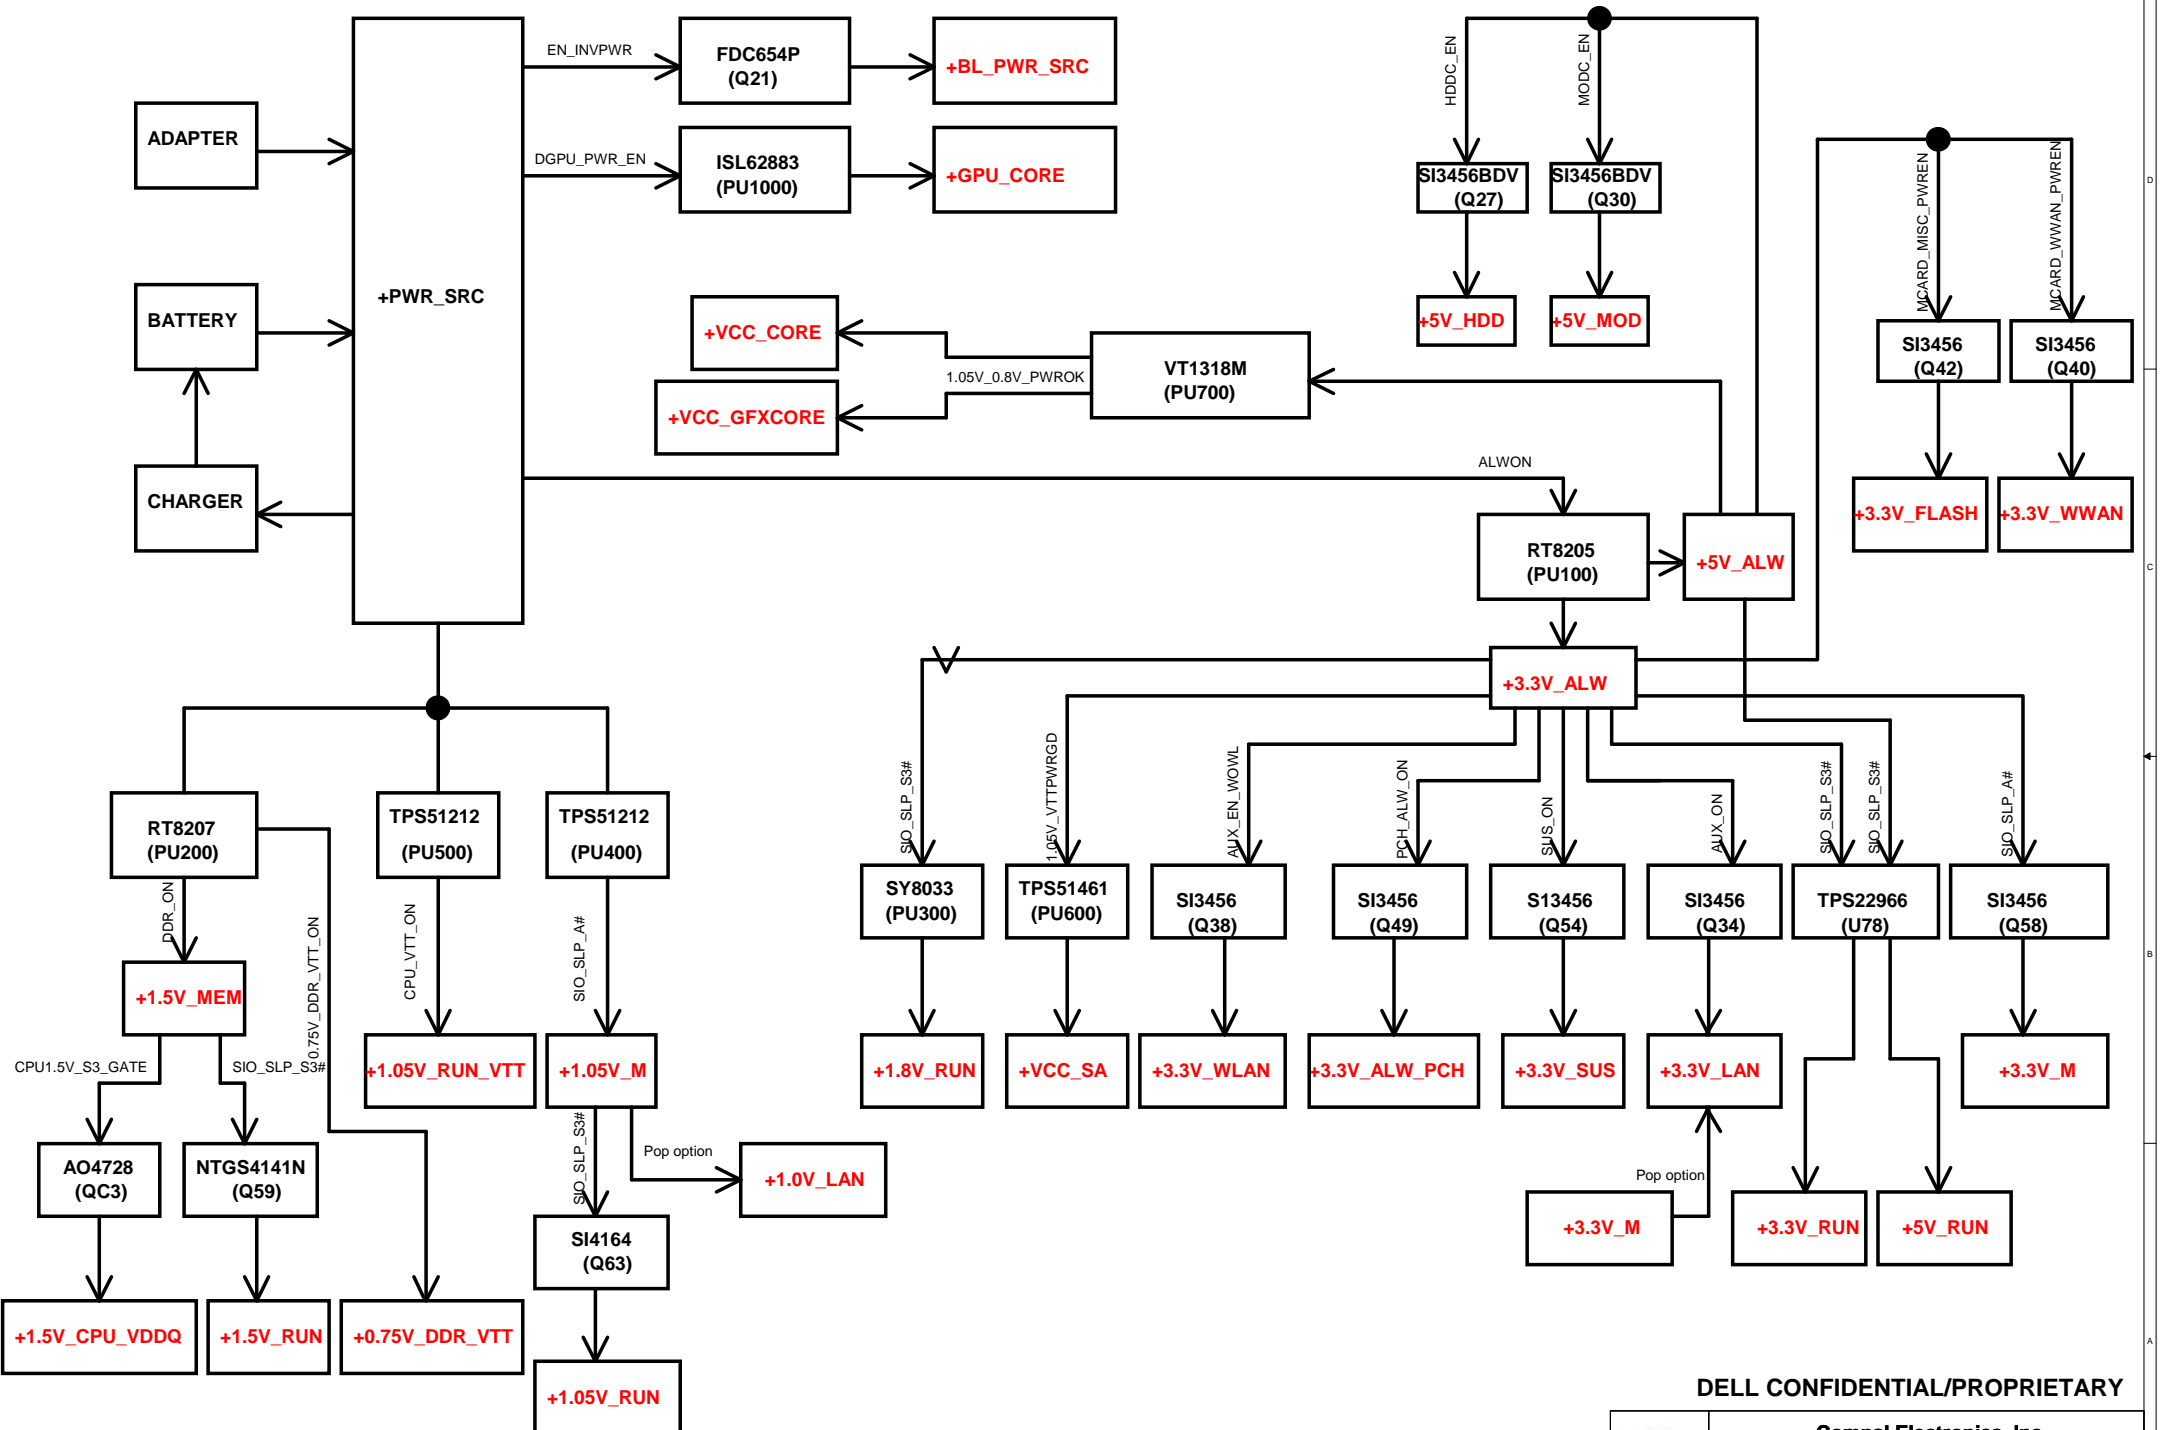 EN_INVPWR
FDC654P
(Q21)
+BL_PWR_SRC
HDDC_EN
MODC_EN
ADAPTER
DGPU_PWR_EN
ISL62883
(PU1000)
+GPU_CORE
SI3456BDV
(Q27)
SI3456BDV
(Q30)
MCARD_MISC_PWREN
MCARD_WWAN_PWREN
D
+PWR_SRC
BATTERY
+VCC_CORE
+5V_HDD
+5V_MOD
SI3456
(Q42)
SI3456
(Q40)
1.05V_0.8V_PWROK
VT1318M
(PU700)
+VCC_GFXCORE
CHARGER
ALWON
+3.3V_FLASH
+3.3V_WWAN
RT8205
(PU100)
+5V_ALW
C
+3.3V_ALW
SIO_SLP_S3#
1.05V_VTTPWRGD
AUX_EN_WOWL
PCH_ALW_ON
SUS_ON
AUX_ON
SIO_SLP_S3#
SIO_SLP_S3#
SIO_SLP_A#
RT8207
(PU200)
TPS51212
(PU500)
TPS51212
(PU400)
SY8033
(PU300)
TPS51461
(PU600)
SI3456
(Q38)
SI3456
(Q49)
S13456
(Q54)
SI3456
(Q34)
TPS22966
(U78)
SI3456
(Q58)
DDR_ON
0.75V_DDR_VTT_ON
CPU_VTT_ON
SIO_SLP_A#
B
+1.5V_MEM
CPU1.5V_S3_GATE
SIO_SLP_S3#
+1.05V_RUN_VTT
+1.05V_M
+1.8V_RUN
+VCC_SA
+3.3V_WLAN
+3.3V_ALW_PCH
+3.3V_SUS
+3.3V_LAN
+3.3V_M
SIO_SLP_S3#
Pop option
+1.0V_LAN
AO4728
(QC3)
NTGS4141N
(Q59)
Pop option
+3.3V_M
+3.3V_RUN
+5V_RUN
SI4164
(Q63)
+1.5V_CPU_VDDQ
+1.5V_RUN
+0.75V_DDR_VTT
A
+1.05V_RUN
DELL CONFIDENTIAL/PROPRIETARY
Compal Electronics, Inc.